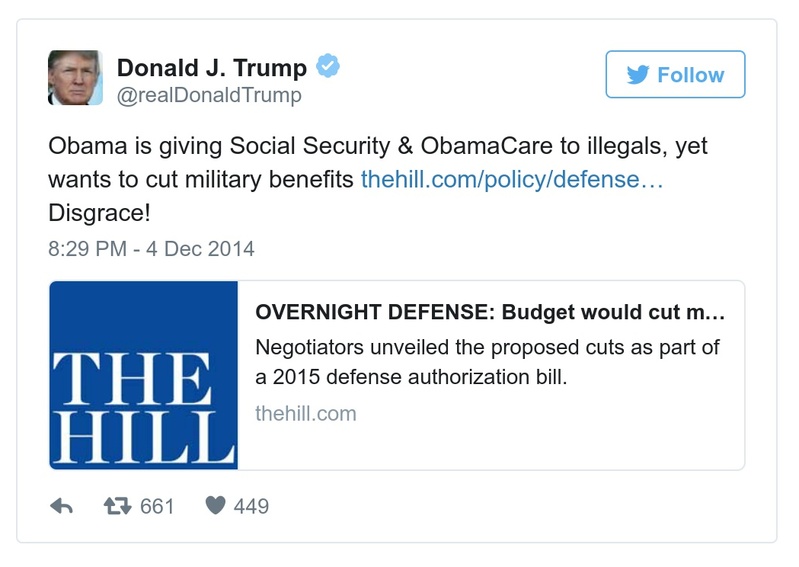 Donald J. Trump
@realDonaldTrump
Follow
Obama is giving Social Security & ObamaCare to illegals, yet
wants to cut military benefits thehill.com/policy/defense…
Disgrace!
8:29 PM - 4 Dec 2014
THE
HILL
OVERNIGHT DEFENSE: Budget would cut m…
Negotiators unveiled the proposed cuts as part of
a 2015 defense authorization bill.
thehill.com
661 449